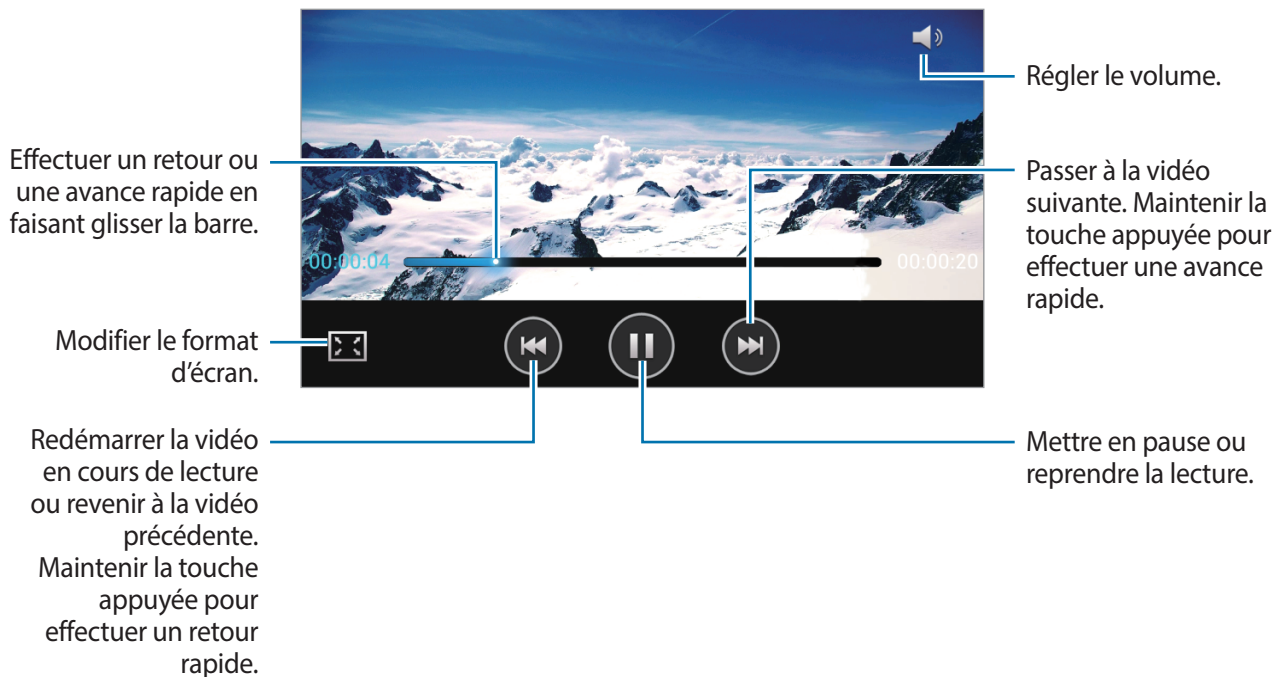 Régler le volume.
Effectuer un retour ou
une avance rapide en
faisant glisser la barre.
Passer à la vidéo
suivante. Maintenir la
touche appuyée pour
effectuer une avance
rapide.
00:00:04
00:00:20
Modifier le format
d'écran.
Redémarrer la vidéo
en cours de lecture
ou revenir à la vidéo
précédente.
Maintenir la touche
appuyée pour
effectuer un retour
rapide.
Mettre en pause ou
reprendre la lecture.